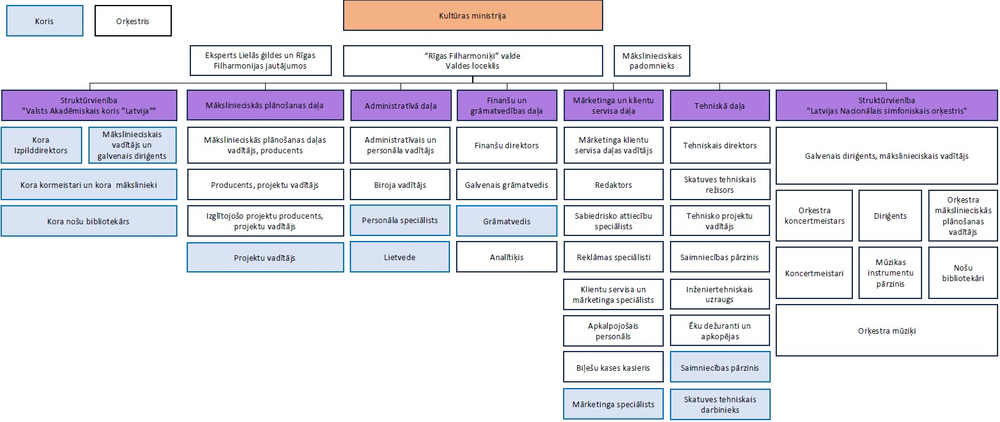 Koris
Orķestris
Kultūras ministrija
Eksperts Lielās ģildes un Rīgas
Filharmonijas jautājumos
“Rīgas Filharmoniķi” valde
Valdes loceklis
Mākslinieciskais
padomnieks
Struktūrvienība
"Valsts Akadēmiskais koris "Latvija""
Mākslinieciskās plānošanas daļa
Administratīvā daļa
Finanšu un
grāmatvedības daļa
Mārketinga un klientu
servisa daļa
Tehniskā daļa
Struktūrvienība
"Latvijas Nacionālais simfoniskais orķestris"
Kora
Izpilddirektors
Mākslinieciskais
vadītājs un
galvenais diriģents
Kora kormeistari un kora mākslinieki
Kora nošu bibliotekārs
Mākslinieciskās plānošanas daļas
vadītājs, producents
Producents, projektu vadītājs
Izglītojošo projektu producents,
projektu vadītājs
Projektu vadītājs
Administratīvais un
personāla vadītājs
Biroja vadītājs
Personāla speciālists
Lietvede
Finanšu direktors
Galvenais grāmatvedis
Grāmatvedis
Analītiķis
Mārketinga klientu
servisa daļas vadītājs
Redaktors
Sabiedrisko attiecību
speciālists
Reklāmas speciālisti
Klientu servisa un
mārketinga speciālists
Apkalpojošais
personāls
Biļešu kases kasieris
Mārketinga speciālists
Tehniskais direktors
Skatuves tehniskais
režisors
Tehnisko projektu
vadītājs
Saimniecības pārzinis
Inženiertehniskais
uzraugs
Ēku dežuranti un
apkopējas
Saimniecības pārzinis
Skatuves tehniskais
darbinieks
Galvenais diriģents, mākslinieciskais vadītājs
Orķestra
koncertmeistars
Diriģents
Orķestra
mākslinieciskās
plānošanas
vadītājs
Koncertmeistari
Mūzikas
instrumentu
pārzinis
Nošu
bibliotekāri
Orķestra mūziķi